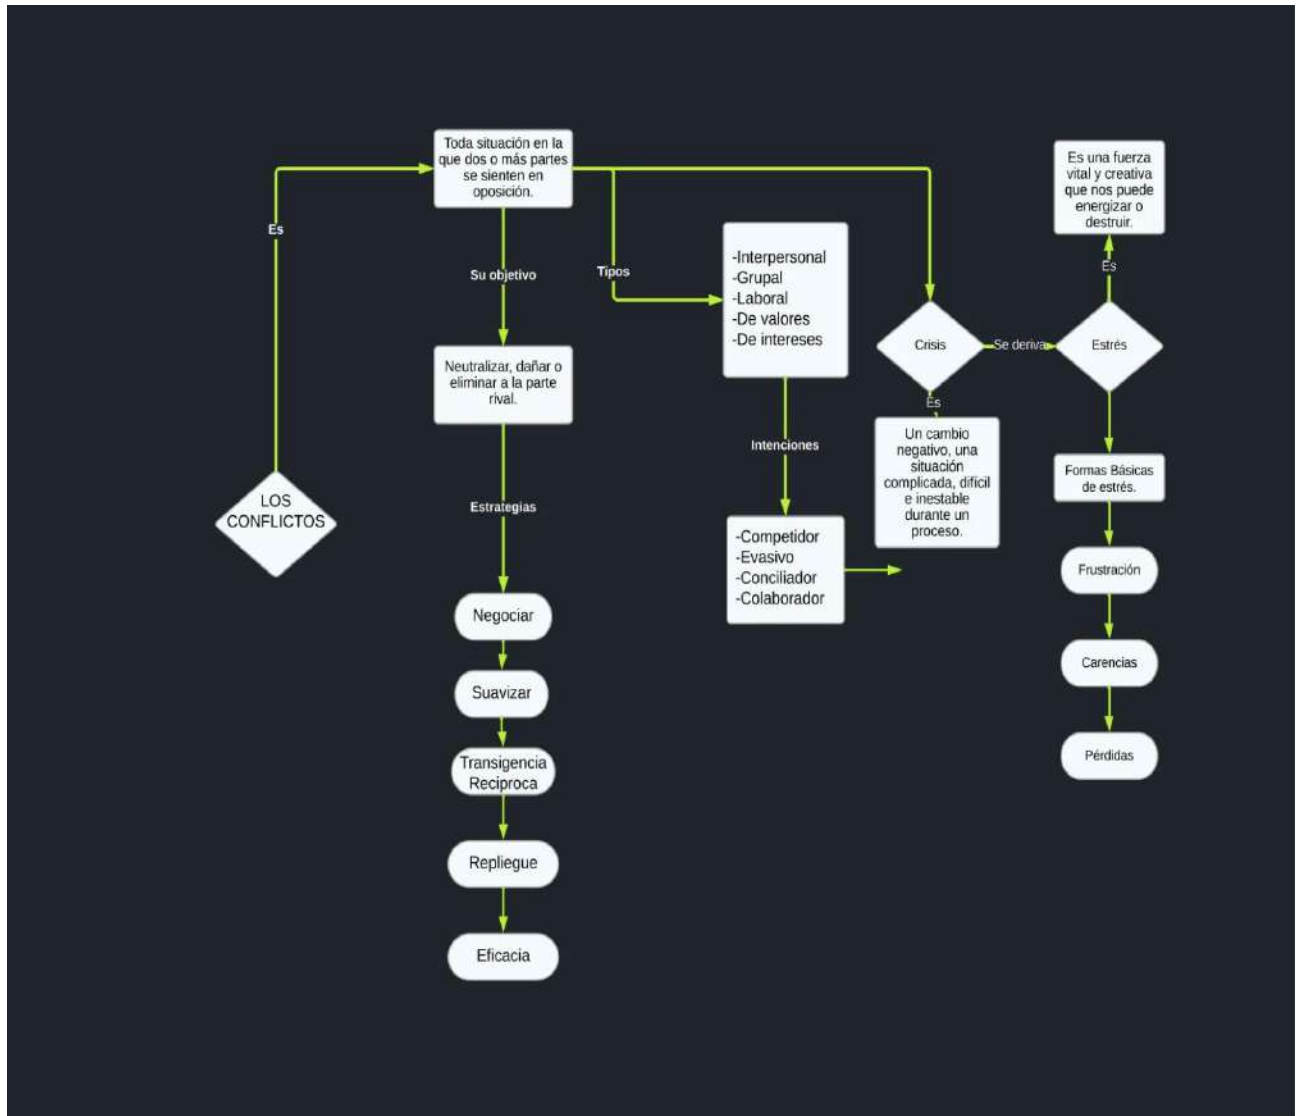 Toda situación en la
que dos o más partes
se sienten en
oposición.
Es una fuerza
vital y creativa
que nos puede
energizar o
destruir.
Es
Su objetivo
Tipos
-Interpersonal
-Grupal
-Laboral
-De valores
-De intereses
Es
Crisis
Se deriva
Estrés
Neutralizar, dañar o
eliminar a la parte
rival.
Es
Un cambio
negativo, una
situación
complicada, difícil
e inestable
durante un
proceso.
Intenciones
Formas Básicas
de estrés.
LOS
CONFLICTOS
Estrategias
-Competidor
-Evasivo
-Conciliador
-Colaborador
Frustración
Negociar
Carencias
Suavizar
Transigencia
Reciproca
Pérdidas
Repliegue
Eficacia